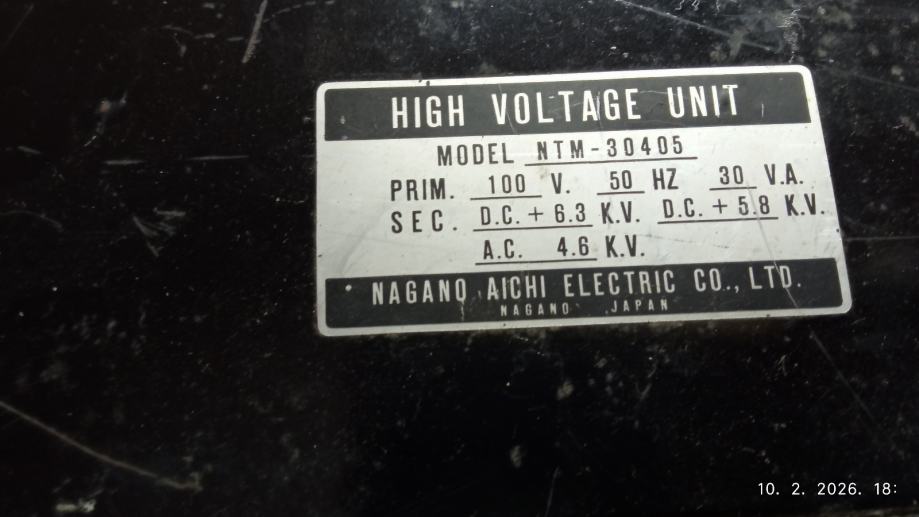 HIGH VOLTAGE UNIT
MODEL NTM-30405
PRIM. 100 V. 50 HZ 30 V.A.
SEC. D.C. + 6.3 K.V. D.C. + 5.8 K.V.
A.C. 4.6 K.V.
NAGANO AICHI ELECTRIC CO., LTD.
NAGANO JAPAN
10. 2. 2026. 18: